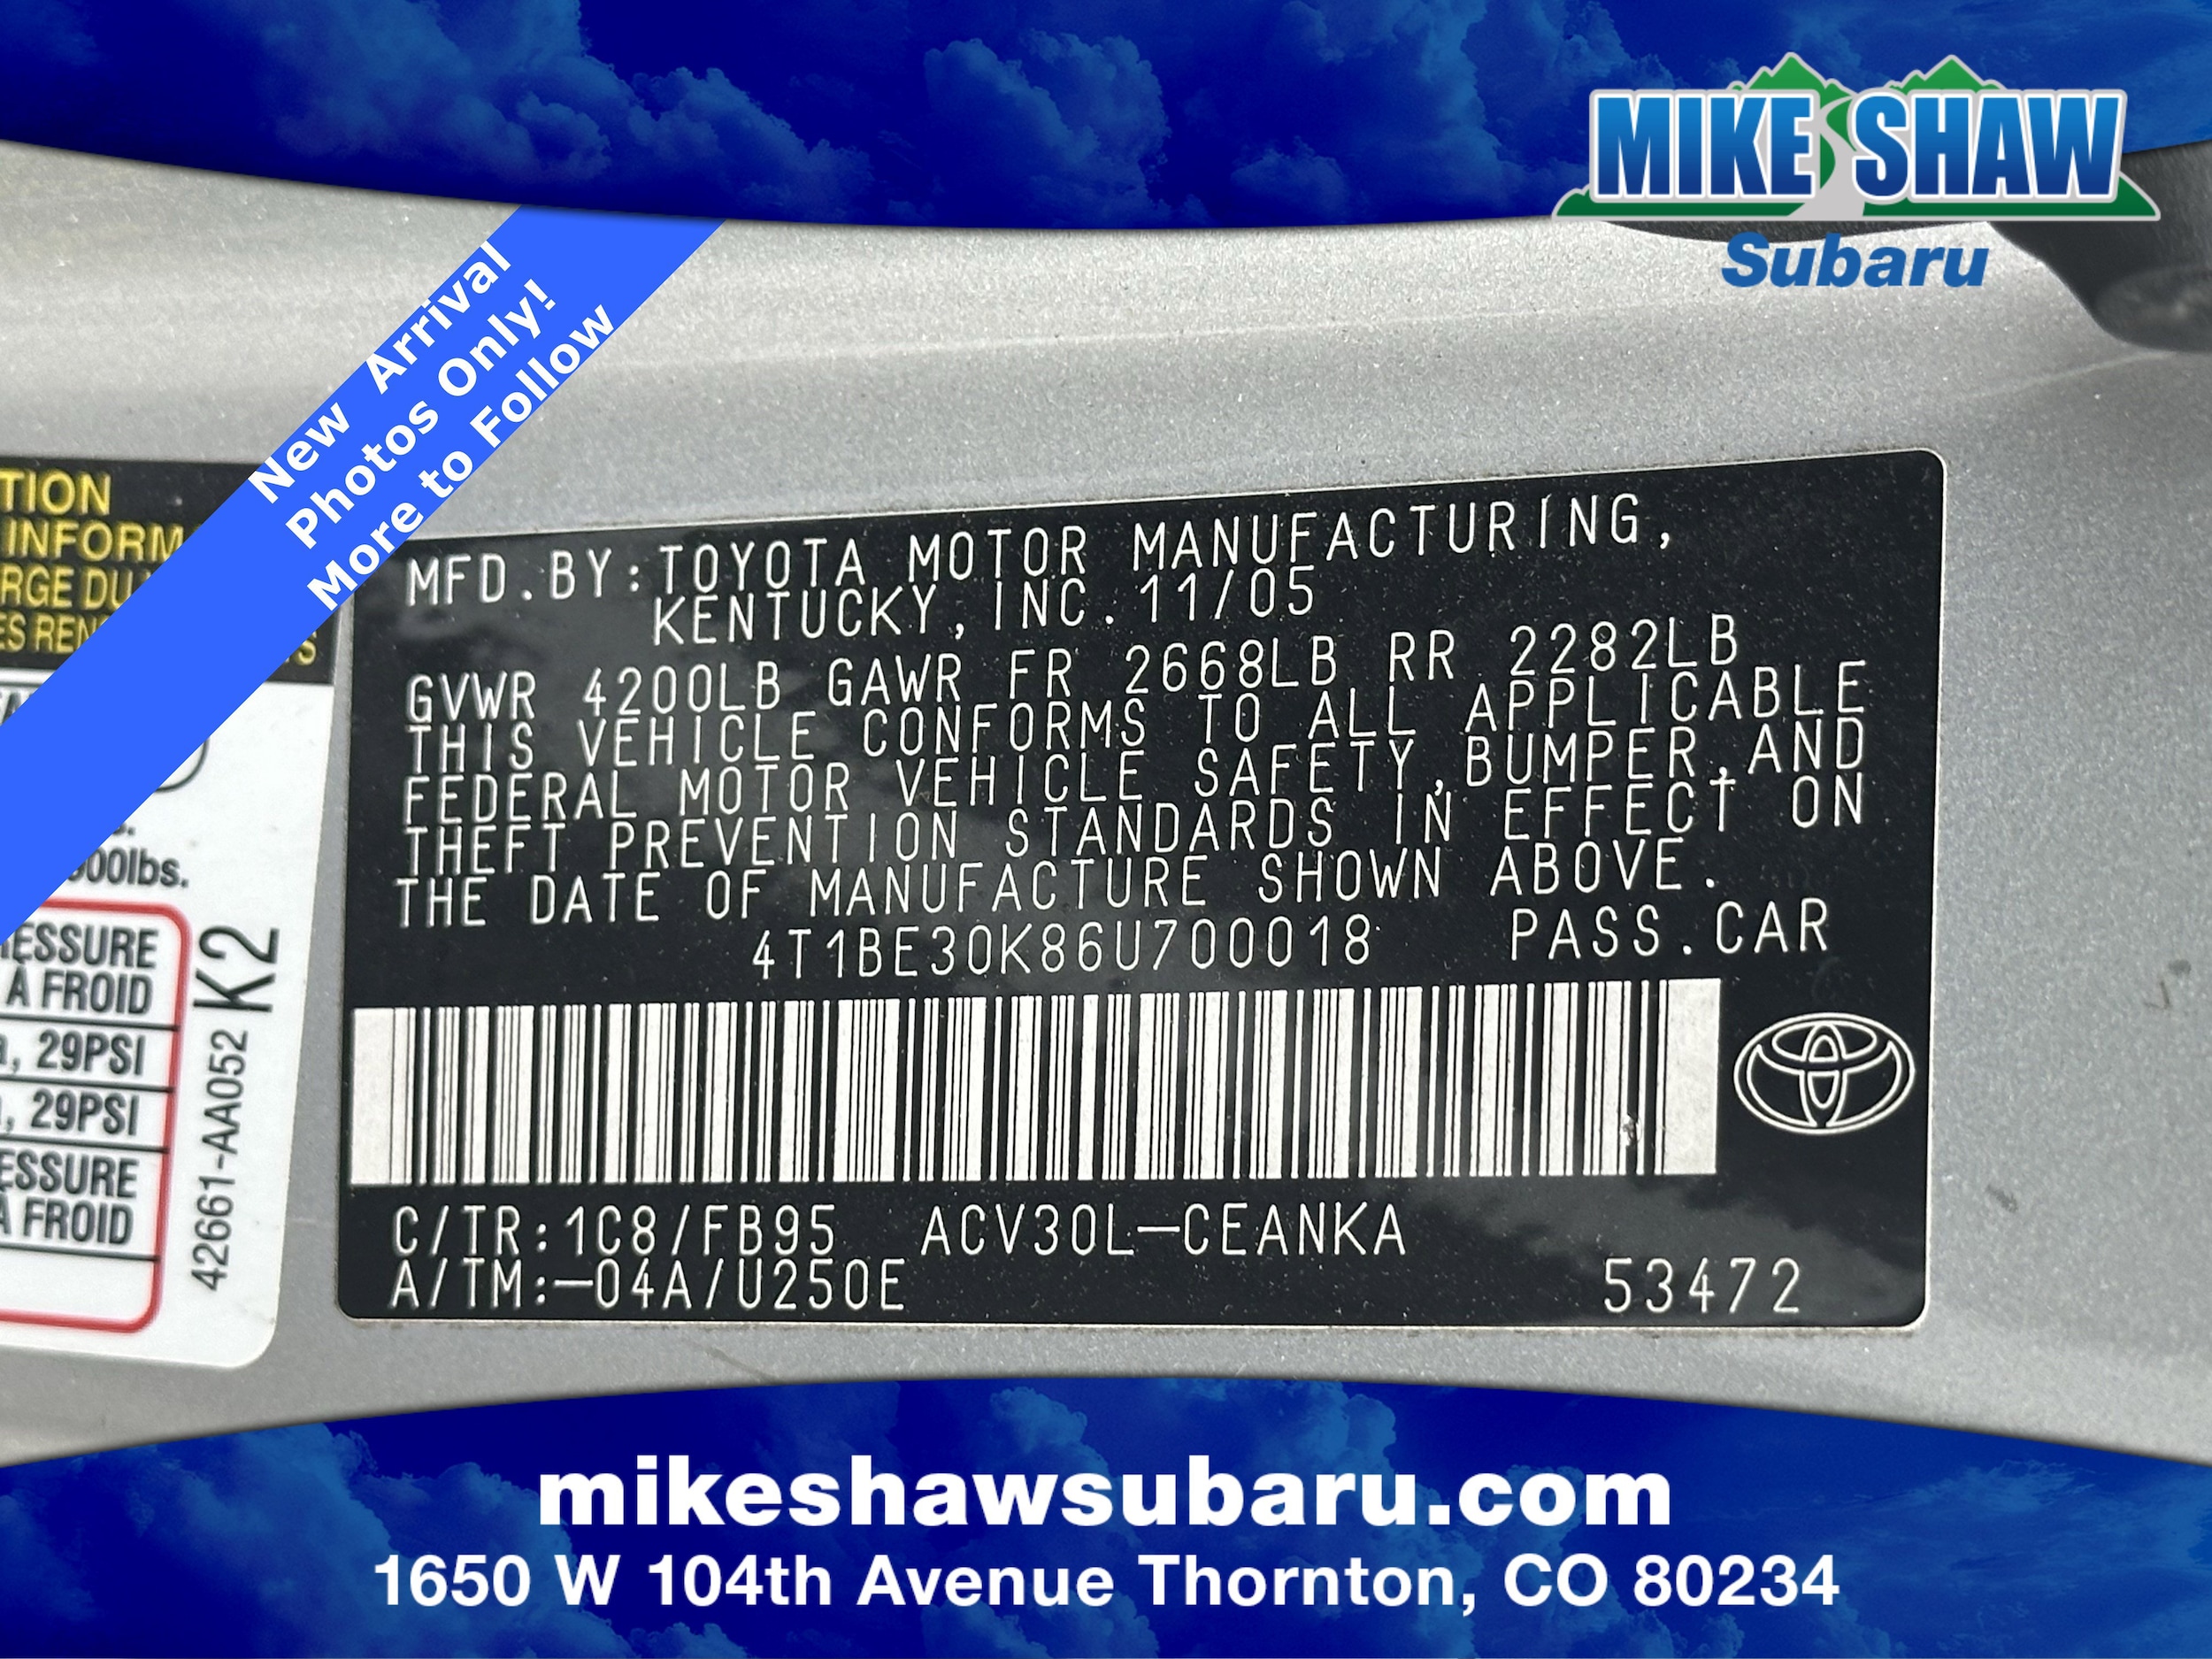 MIKE SHAW
Subaru
New Arrival
Photos Only!
More to Follow
TION
INFORM
RGE DU
ES REN
00lbs.
ESSURE
À FROID
, 29PSI
, 29PSI
ESSURE
À FROID
42661-AA052 K2
MFD.BY:TOYOTA MOTOR MANUFACTURING,
KENTUCKY, INC. 11/05
GVWR 4200LB GAWR FR 2668LB RR 2282LB
THIS VEHICLE CONFORMS TO ALL APPLICABLE
FEDERAL MOTOR VEHICLE SAFETY,BUMPER,AND
THEFT PREVENTION STANDARDS IN EFFECT ON
THE DATE OF MANUFACTURE SHOWN ABOVE.
4T1BE30K86U700018 PASS.CAR
C/TR:1C8/FB95 ACV30L-CEANKA
A/TM:-04A/U250E 53472
mikeshawsubaru.com
1650 W 104th Avenue Thornton, CO 80234